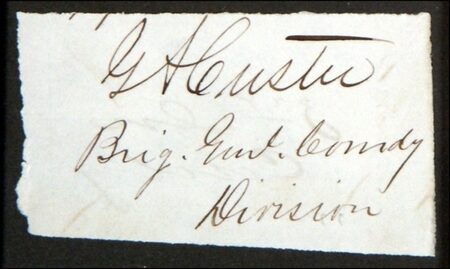 G A Custer
Brig. Genl. Comdg
Division